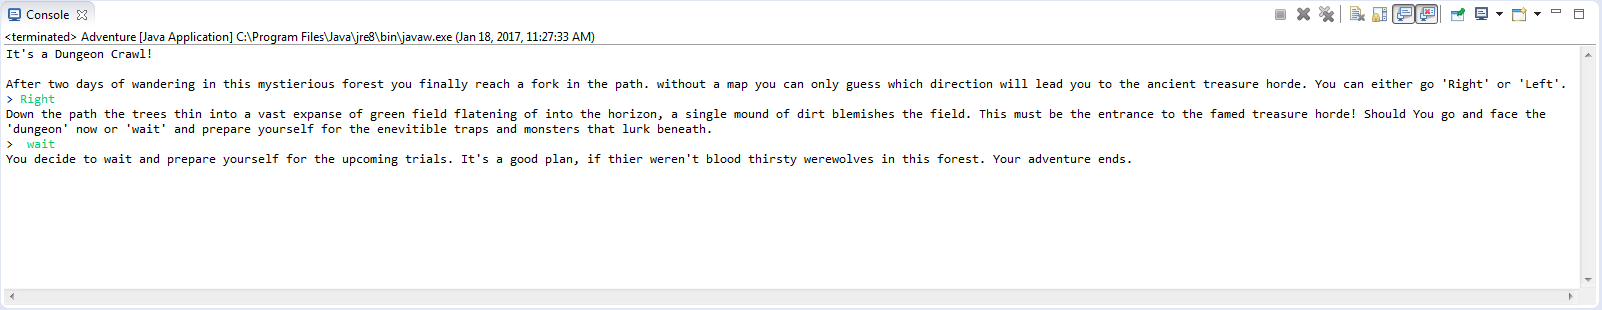 Console
<terminated> Adventure [Java Application] C:\Program Files\Java\jre8\bin\javaw.exe (Jan 18, 2017, 11:27:33 AM)
It's a Dungeon Crawl!
After two days of wandering in this mystierious forest you finally reach a fork in the path. without a map you can only guess which direction will lead you to the ancient treasure horde. You can either go 'Right' or 'Left'.
> Right
Down the path the trees thin into a vast expanse of green field flatening of into the horizon, a single mound of dirt blemishes the field. This must be the entrance to the famed treasure horde! Should You go and face the
'dungeon' now or 'wait' and prepare yourself for the enevitible traps and monsters that lurk beneath.
>  wait
You decide to wait and prepare yourself for the upcoming trials. It's a good plan, if thier weren't blood thirsty werewolves in this forest. Your adventure ends.